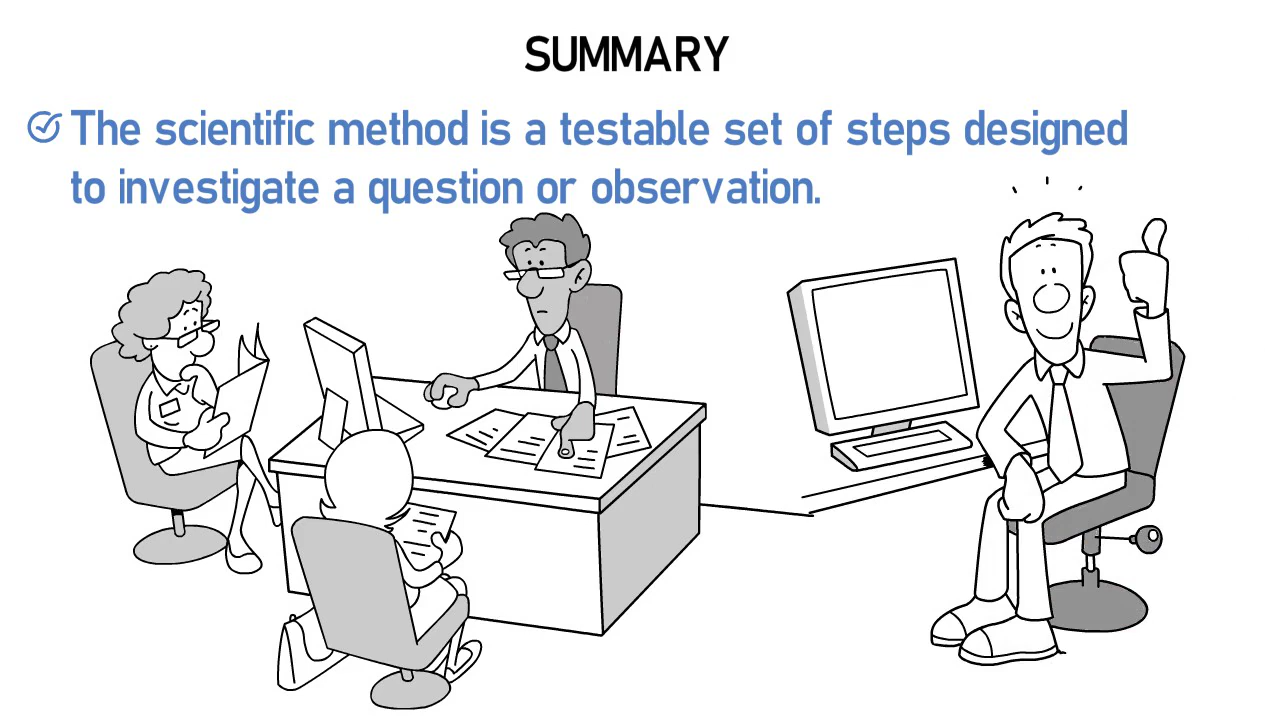 SUMMARY
The scientific method is a testable set of steps designed
to investigate a question or observation.